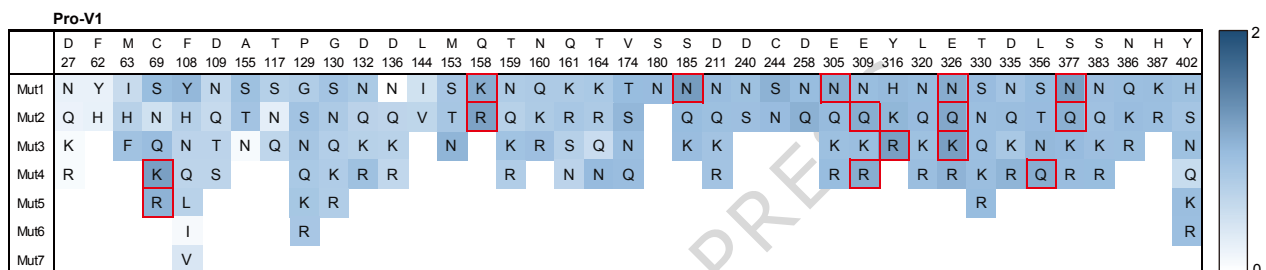 Pro-V1
D F M C F D A T P G D D L M Q T N Q T V S S D D C D E E Y L E T D L S S N H Y
27 62 63 69 108 109 155 117 129 130 132 136 144 153 158 159 160 161 164 174 180 185 211 240 244 258 305 309 316 320 326 330 335 356 377 383 386 387 402
2
Mut1 N Y I S Y N S S G S N N I S K N Q K K T N N N N S N N N H N N S N S N N Q K H
Mut2 Q H H N H Q T N S N Q Q V T R Q K R R S Q Q S N Q Q Q K Q Q N Q T Q Q K R S
Mut3 K F Q N T N Q N Q K K N K R S Q N K K K K R K K Q K N K K R N
Mut4 R K Q S Q K R R R N N Q R R R R R K R Q R R Q
Mut5 R L K R R K
Mut6 I R R
Mut7 V
0